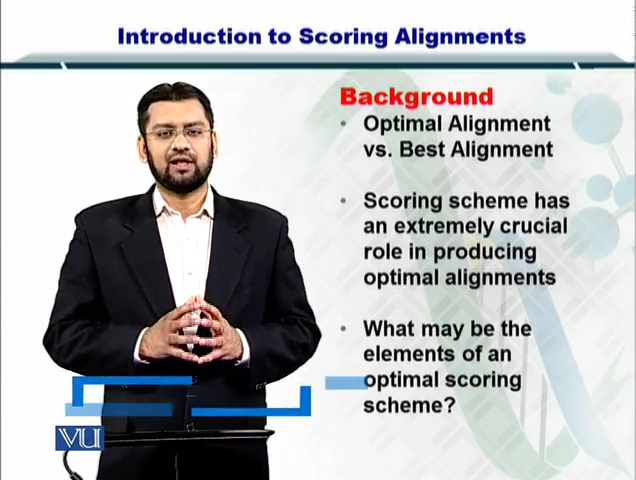 Introduction to Scoring Alignments
Background
• Optimal Alignment
vs. Best Alignment
• Scoring scheme has
an extremely crucial
role in producing
optimal alignments
• What may be the
elements of an
optimal scoring
scheme?
VU